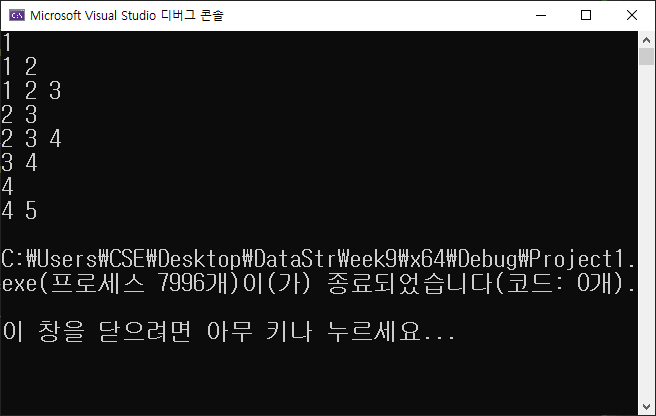 Microsoft Visual Studio 디버그 콘솔
1
1 2
1 2 3
2 3
2 3 4
3 4
4
4 5
C:₩Users₩CSE₩Desktop₩DataStrWeek9₩x64₩Debug₩Project1.
exe(프로세스 7996개)이(가) 종료되었습니다(코드: 0개).
이 창을 닫으려면 아무 키나 누르세요...